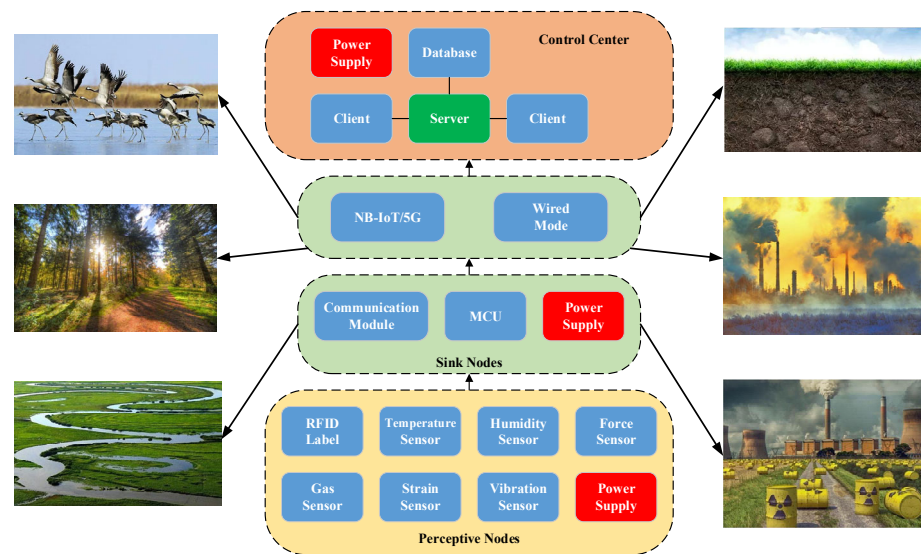 Power
Supply
Database
Control Center
Client
Server
Client
NB-IoT/5G
Wired
Mode
Communication
Module
MCU
Power
Supply
Sink Nodes
RFID
Label
Temperature
Sensor
Humidity
Sensor
Force
Sensor
Gas
Sensor
Strain
Sensor
Vibration
Sensor
Power
Supply
Perceptive Nodes